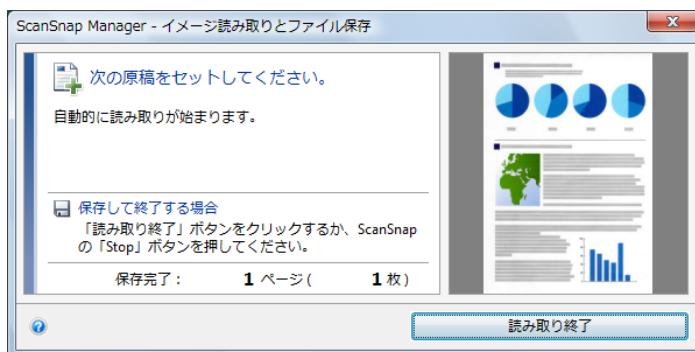 ScanSnap Manager - イメージ読み取りとファイル保存
次の原稿をセットしてください。
自動的に読み取りが始まります。
保存して終了する場合
「読み取り終了」ボタンをクリックするか、ScanSnap
の「Stop」ボタンを押してください。
保存完了： 1 ページ( 1 枚)
読み取り終了